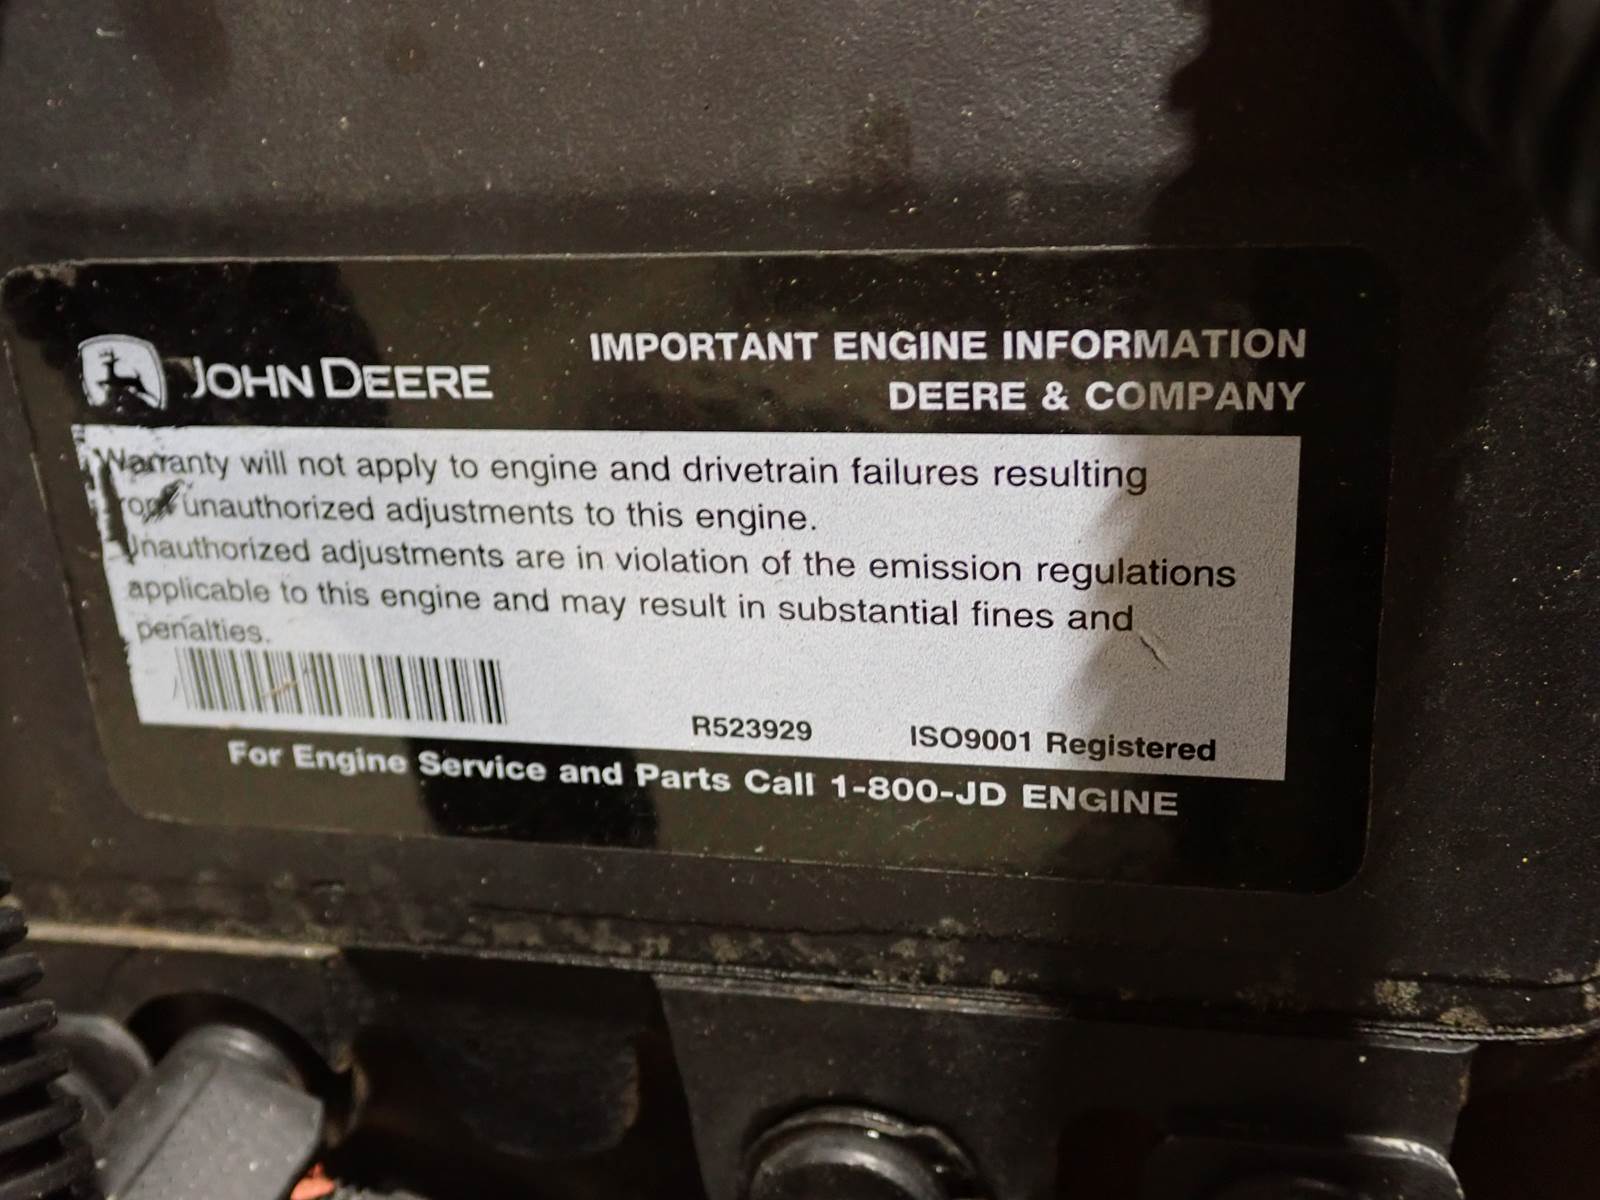 JOHN DEERE
IMPORTANT ENGINE INFORMATION
DEERE & COMPANY
Warranty will not apply to engine and drivetrain failures resulting
from unauthorized adjustments to this engine.
Unauthorized adjustments are in violation of the emission regulations
applicable to this engine and may result in substantial fines and
penalties.
R523929 ISO9001 Registered
For Engine Service and Parts Call 1-800-JD ENGINE